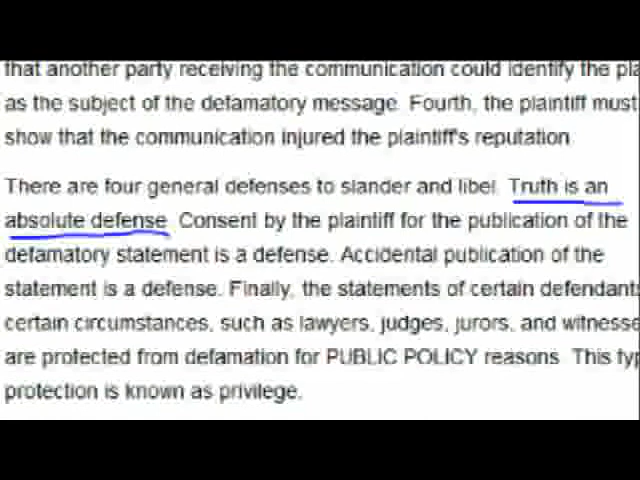 that another party receiving the communication could identify the pla
as the subject of the defamatory message. Fourth, the plaintiff must
show that the communication injured the plaintiff's reputation
There are four general defenses to slander and libel. Truth is an
absolute defense. Consent by the plaintiff for the publication of the
defamatory statement is a defense. Accidental publication of the
statement is a defense. Finally, the statements of certain defendants
certain circumstances, such as lawyers, judges, jurors, and witnesse
are protected from defamation for PUBLIC POLICY reasons. This typ
protection is known as privilege.